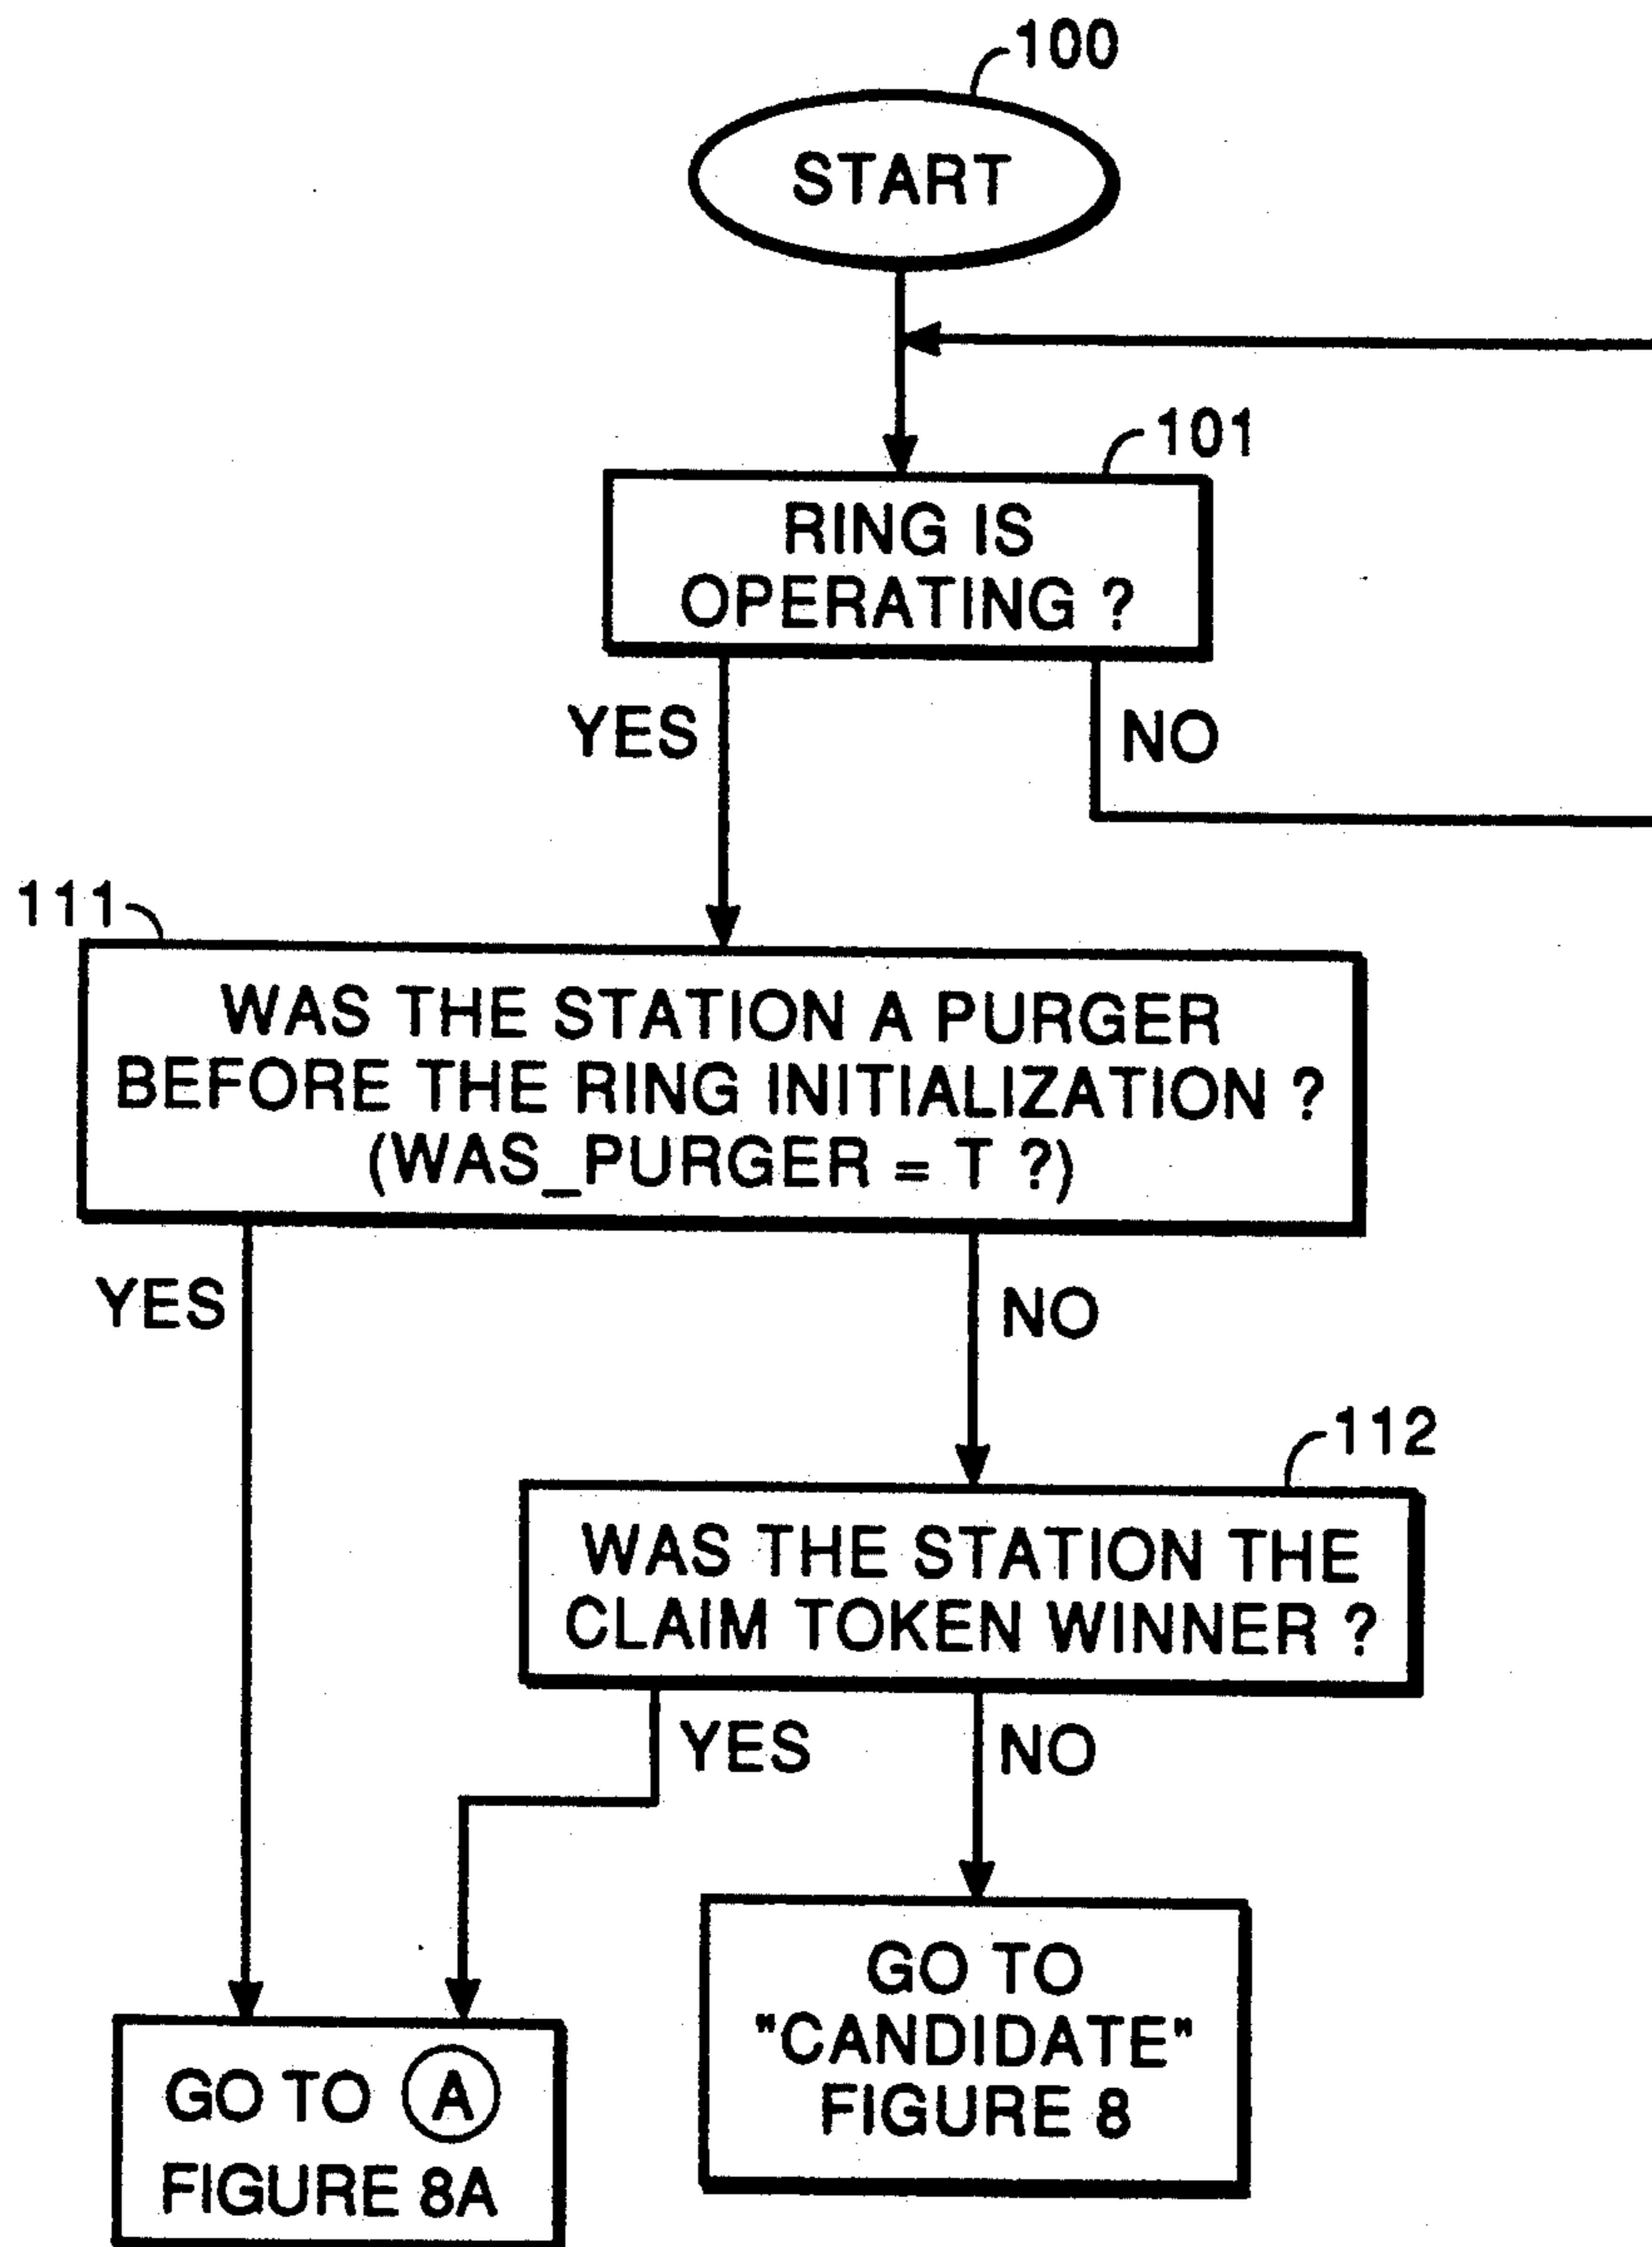 100
START
101
RING IS
OPERATING ?
YES
NO
111
WAS THE STATION A PURGER
BEFORE THE RING INITIALIZATION ?
(WAS_PURGER = T ?)
YES
NO
112
WAS THE STATION THE
CLAIM TOKEN WINNER ?
YES
NO
GO TO
"CANDIDATE"
FIGURE 8
GO TO A
FIGURE 8A